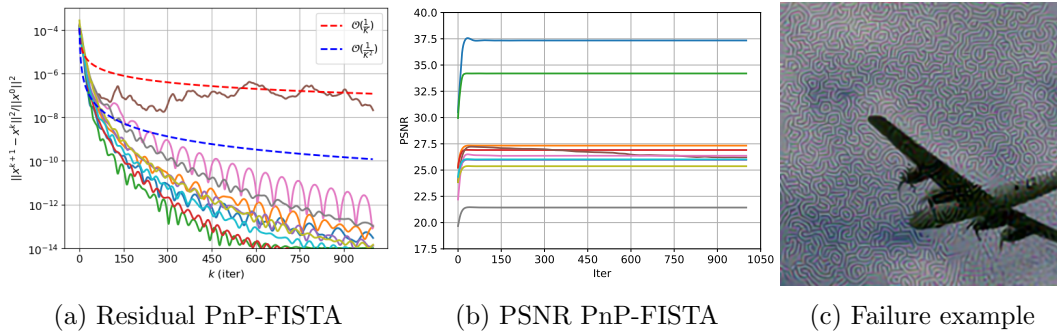 10⁻⁴
10⁻⁶
10⁻⁸
10⁻¹⁰
10⁻¹²
10⁻¹⁴
||x^{k+1} − x^k||²/||x⁰||²
O(1/K)
O(1/K²)
0 150 300 450 600 750 900
k (iter)
40.0
37.5
35.0
32.5
30.0
27.5
25.0
22.5
20.0
17.5
PSNR
0 150 300 450 600 750 900 1050
Iter
(a) Residual PnP-FISTA
(b) PSNR PnP-FISTA
(c) Failure example